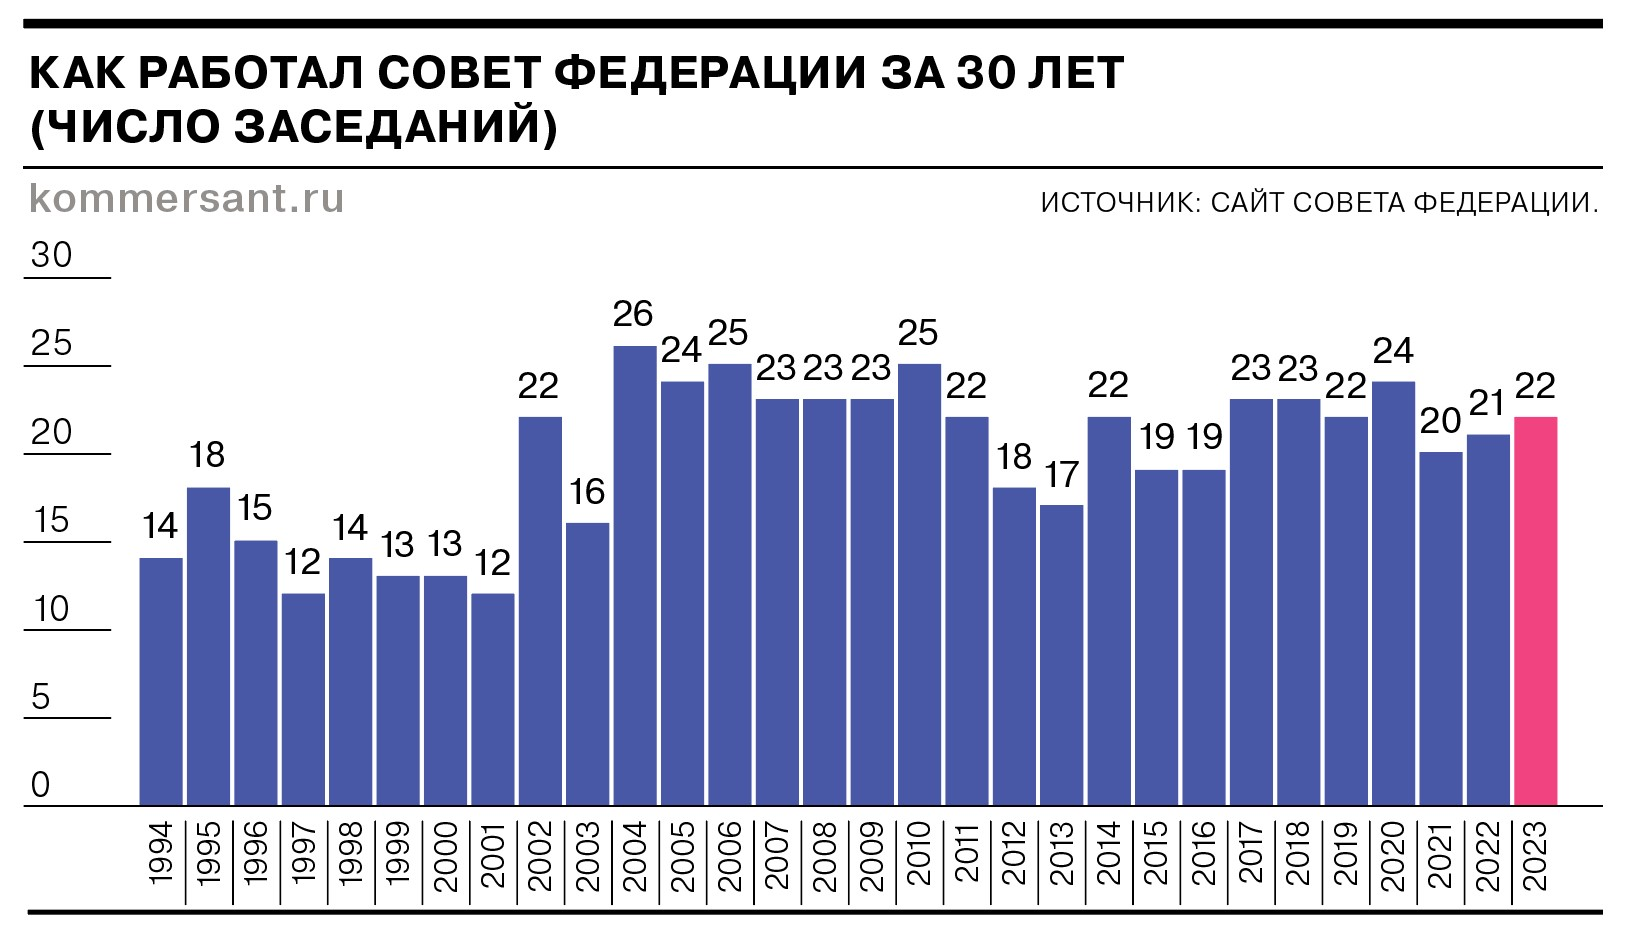 КАК РАБОТАЛ СОВЕТ ФЕДЕРАЦИИ ЗА 30 ЛЕТ
(ЧИСЛО ЗАСЕДАНИЙ)
kommersant.ru
ИСТОЧНИК: САЙТ СОВЕТА ФЕДЕРАЦИИ.
30
25
20
15
10
5
0
14 18 15 12 14 13 13 12 22 16 26 24 25 23 23 23 25 22 18 17 22 19 19 23 23 22 24 20 21 22
1994 1995 1996 1997 1998 1999 2000 2001 2002 2003 2004 2005 2006 2007 2008 2009 2010 2011 2012 2013 2014 2015 2016 2017 2018 2019 2020 2021 2022 2023